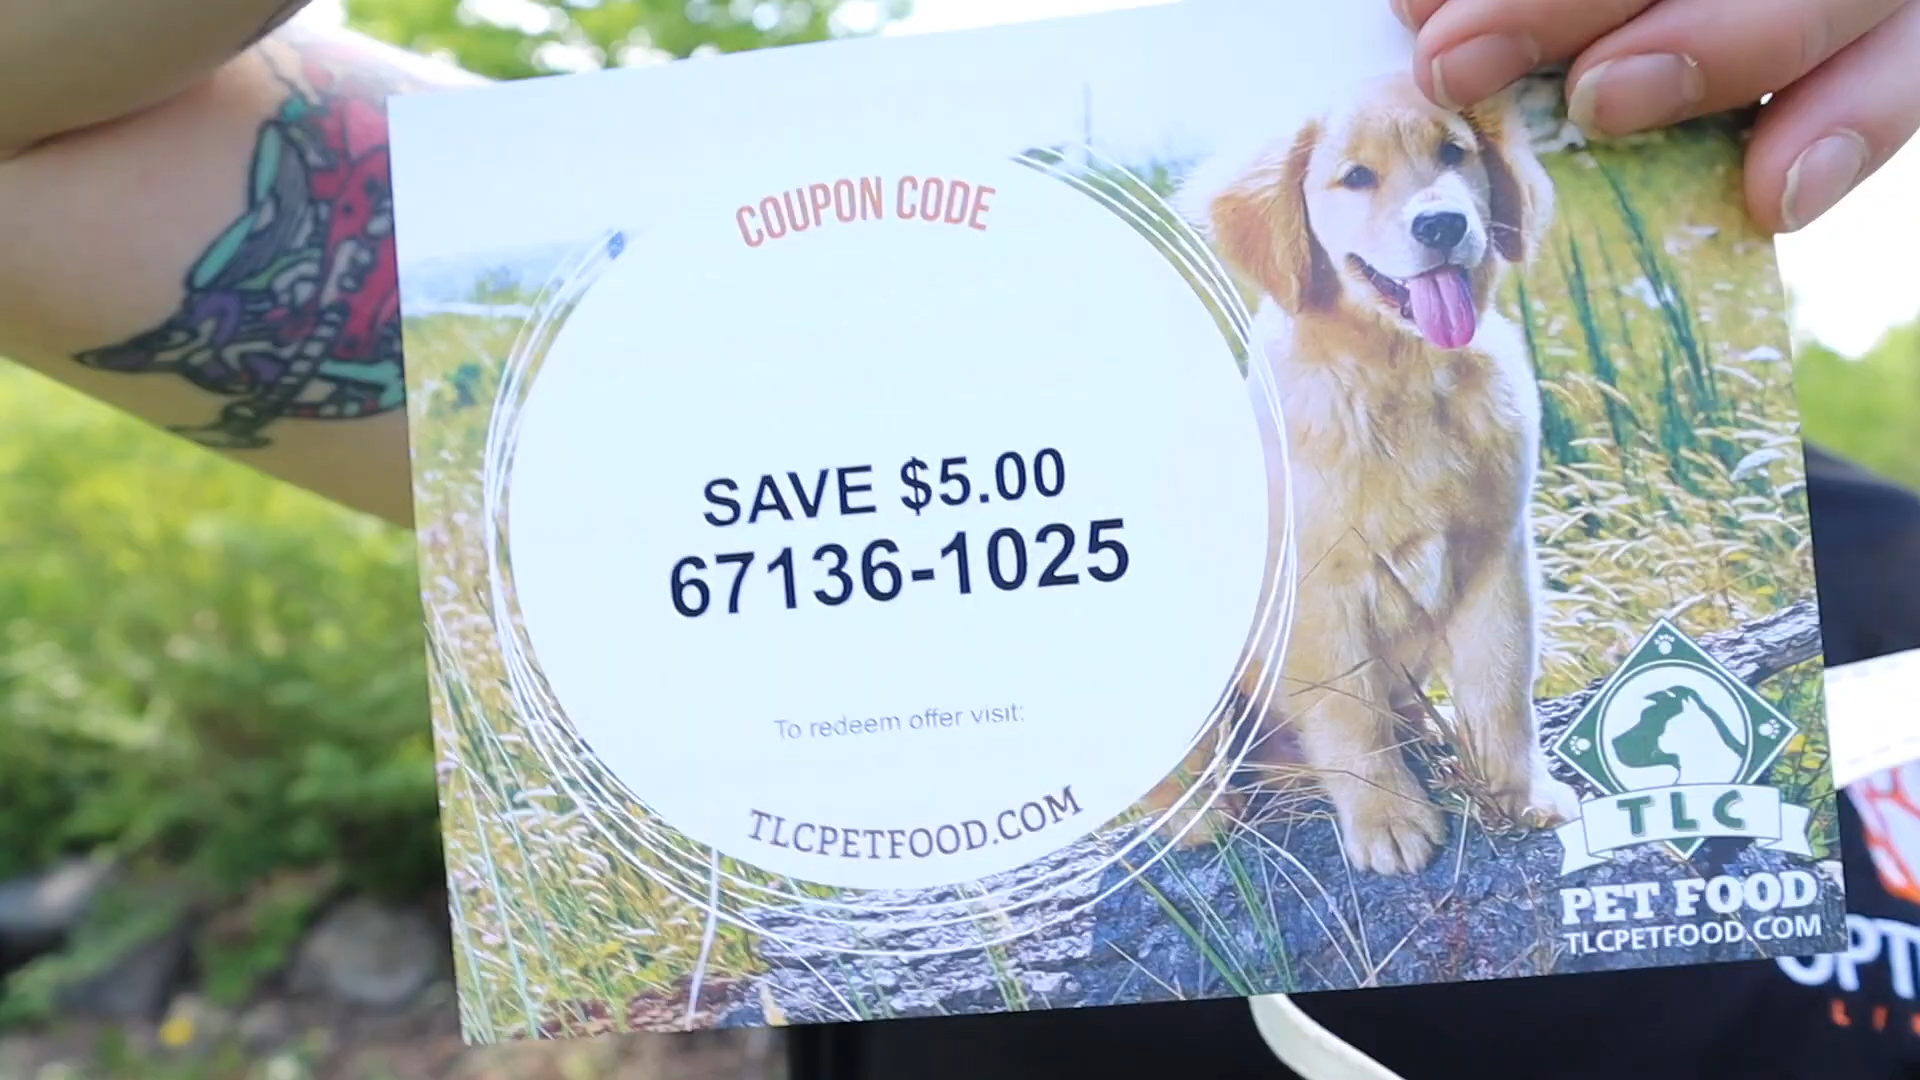 COUPON CODE
SAVE $5.00
67136-1025
To redeem offer visit:
TLCPETFOOD.COM
TLC
PET FOOD
TLCPETFOOD.COM